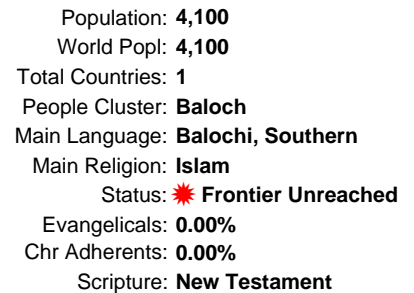 Population: 4,100
World Popl: 4,100
Total Countries: 1
People Cluster: Baloch
Main Language: Balochi, Southern
Main Religion: Islam
Status: Frontier Unreached
Evangelicals: 0.00%
Chr Adherents: 0.00%
Scripture: New Testament